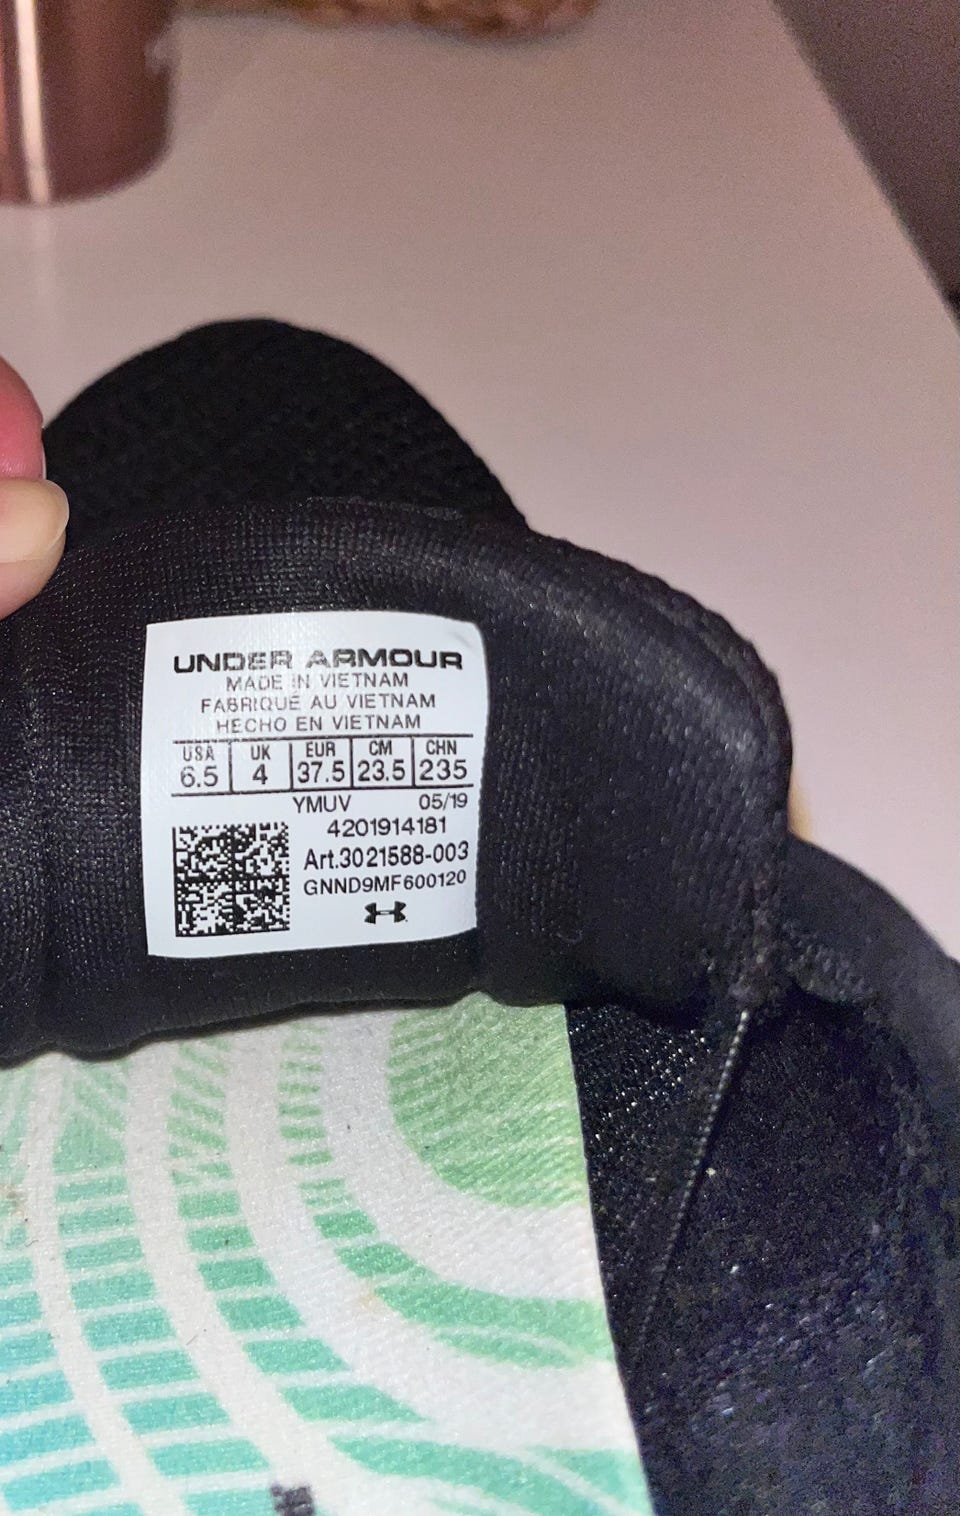 UNDER ARMOUR
MADE IN VIETNAM
FABRIQUÉ AU VIETNAM
HECHO EN VIETNAM
USA UK EUR CM CHN
6.5 4 37.5 23.5 235
YMUV 05/19
4201914181
Art.3021588-003
GNND9MF600120